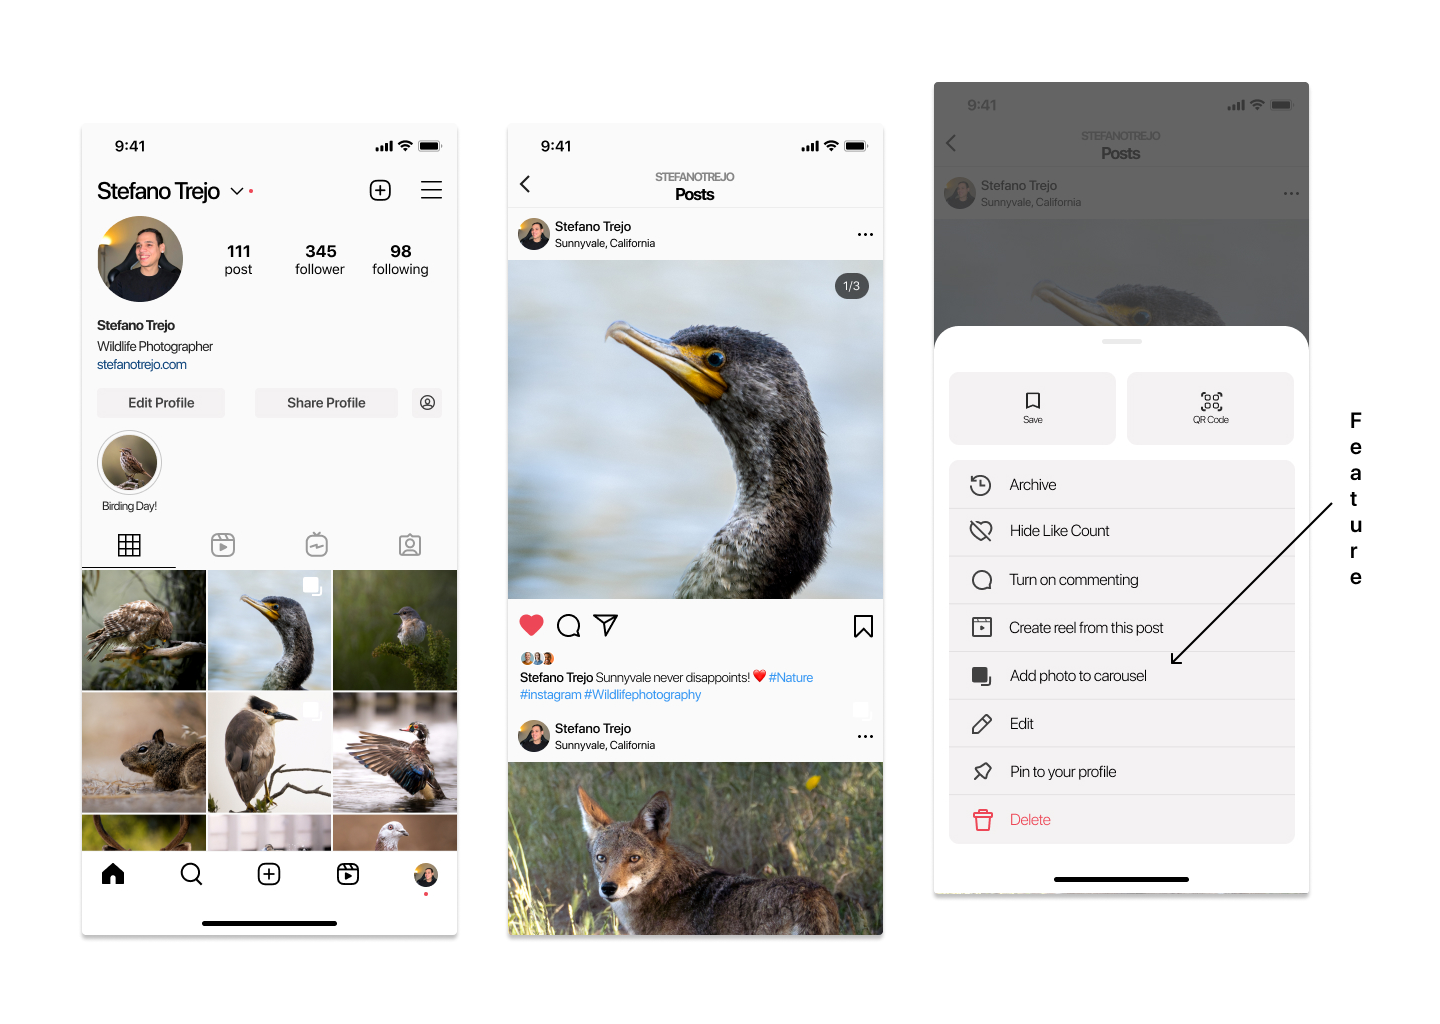 9:41
Stefano Trejo
111
post
345
follower
98
following
Stefano Trejo
Wildlife Photographer
stefanotrejo.com
Edit Profile
Share Profile
Birding Day!
9:41
STEFANOTREJO
Posts
Stefano Trejo
Sunnyvale, California
1/3
Stefano Trejo Sunnyvale never disappoints! ❤️ #Nature
#instagram #Wildlifephotography
Stefano Trejo
Sunnyvale, California
9:41
STEFANOTREJO
Posts
Stefano Trejo
Sunnyvale, California
Save
QR Code
Archive
Hide Like Count
Turn on commenting
Create reel from this post
Add photo to carousel
Edit
Pin to your profile
Delete
Feature